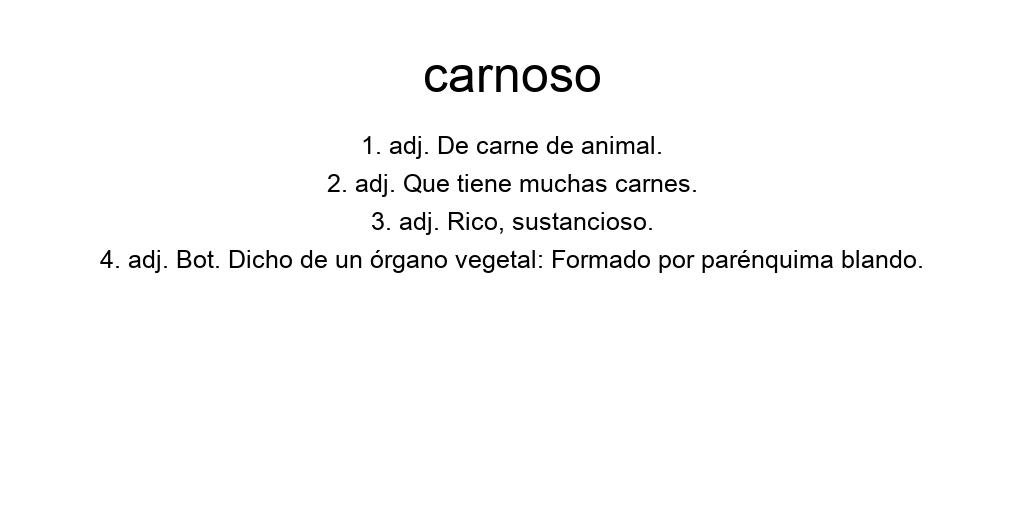 carnoso
1. adj. De carne de animal.
2. adj. Que tiene muchas carnes.
3. adj. Rico, sustancioso.
4. adj. Bot. Dicho de un órgano vegetal: Formado por parénquima blando.